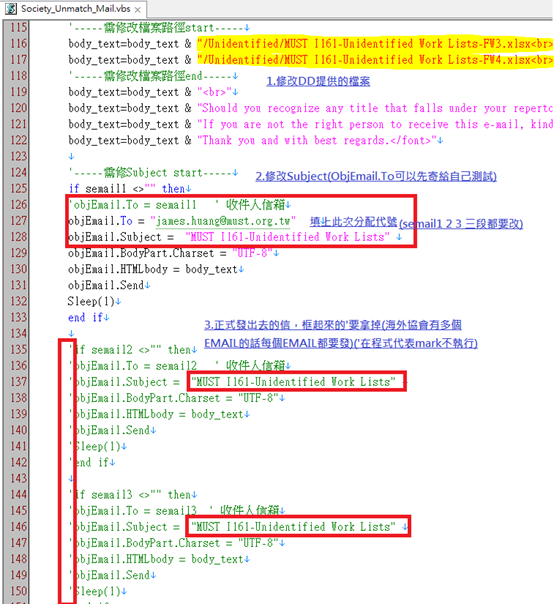 Society_Unmatch_Mail.vbs ×
115 '-----需修改檔案路徑start-----↓
116 body_text=body_text & "/Unidentified/MUST I161-Unidentified Work Lists-FW3.xlsx<br>
117 body_text=body_text & "/Unidentified/MUST I161-Unidentified Work Lists-FW4.xlsx<br>
118 '-----需修改檔案路徑end-----↓
1.修改DD提供的檔案
119 body_text=body_text & "<br>"↓
120 body_text=body_text & "Should you recognize any title that falls under your reperto
121 body_text=body_text & "If you are not the right person to receive this e-mail, kind
122 body_text=body_text & "Thank you and with best regards.</font>"↓
123 ↓
124 '-----需修Subject start-----↓
2.修改Subject(ObjEmail.To可以先寄給自己測試)
125 if semail1 <>"" then
126 'objEmail.To = semail1 ' 收件人信箱
127 objEmail.To = "james.huang@must.org.tw"
填上此次分配代號(semail1 2 3 三段都要改)
128 objEmail.Subject = "MUST I161-Unidentified Work Lists"
129 objEmail.BodyPart.Charset = "UTF-8"↓
130 objEmail.HTMLbody = body_text↓
131 objEmail.Send↓
132 Sleep(1)↓
133 end if↓
134 ↓
3.正式發出去的信，框起來的'要拿掉(海外協會有多個
EMAIL的話每個EMAIL都要發)('在程式代表mark不執行)
135 'if semail2 <>"" then↓
136 'objEmail.To = semail2 ' 收件人信箱
137 'objEmail.Subject = "MUST I161-Unidentified Work Lists" ↓
138 'objEmail.BodyPart.Charset = "UTF-8"↓
139 'objEmail.HTMLbody = body_text↓
140 'objEmail.Send↓
141 'Sleep(1)↓
142 'end if↓
143 ↓
144 'if semail3 <>"" then↓
145 'objEmail.To = semail3 ' 收件人信箱↓
146 'objEmail.Subject = "MUST I161-Unidentified Work Lists" ↓
147 'objEmail.BodyPart.Charset = "UTF-8"↓
148 'objEmail.HTMLbody = body_text↓
149 'objEmail.Send↓
150 'Sleep(1)↓